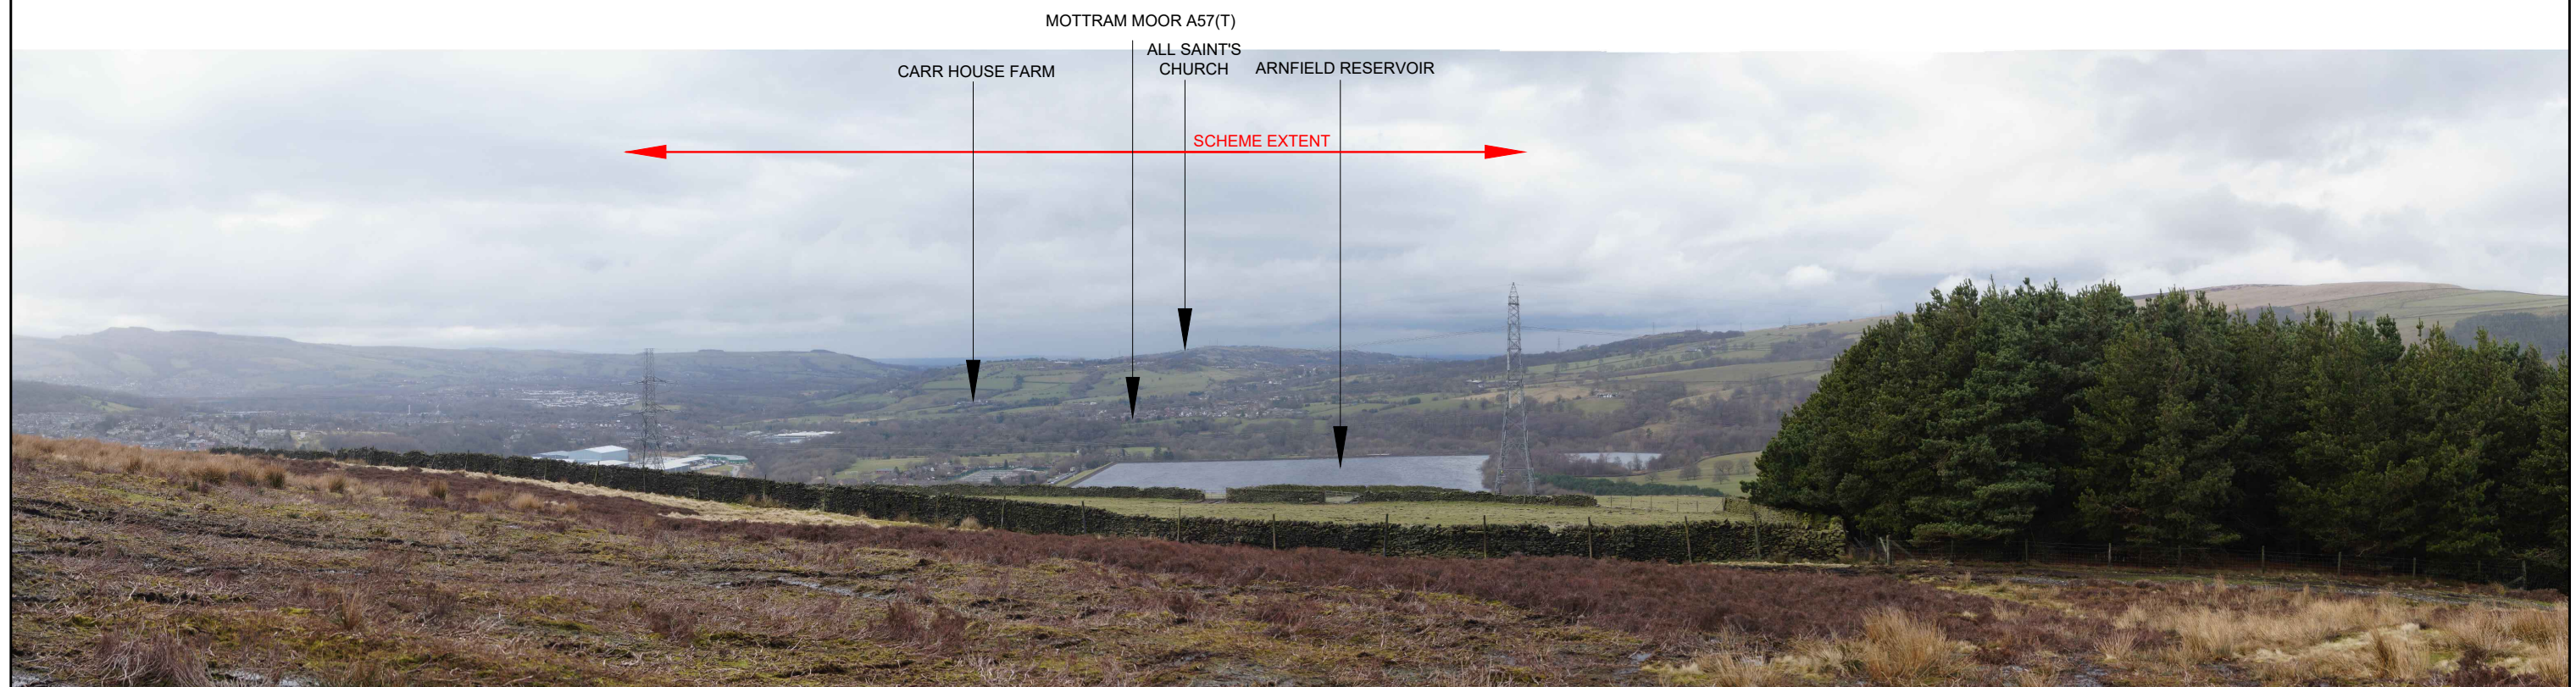 MOTTRAM MOOR A57(T)
ALL SAINT'S
CHURCH
CARR HOUSE FARM
ARNFIELD RESERVOIR
SCHEME EXTENT